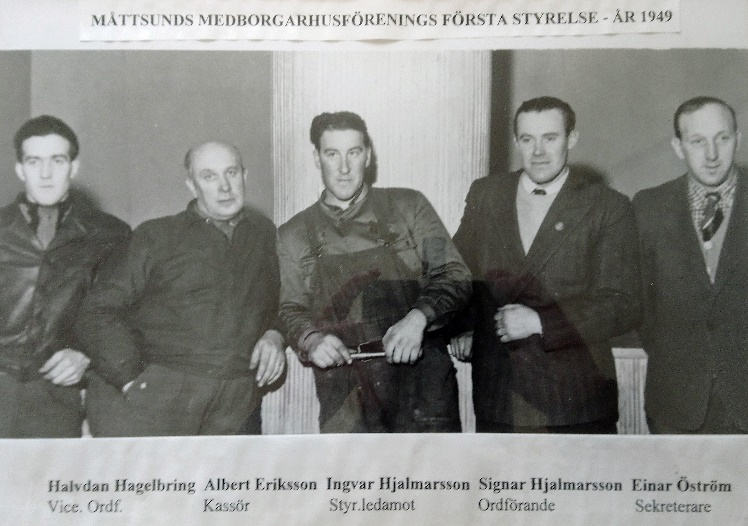 MÅTTSUNDS MEDBORGARHUSFÖRENINGS FÖRSTA STYRELSE - ÅR 1949
Halvdan Hagelbring Albert Eriksson Ingvar Hjalmarsson Signar Hjalmarsson Einar Öström
Vice. Ordf. Kassör Styr.ledamot Ordförande Sekreterare